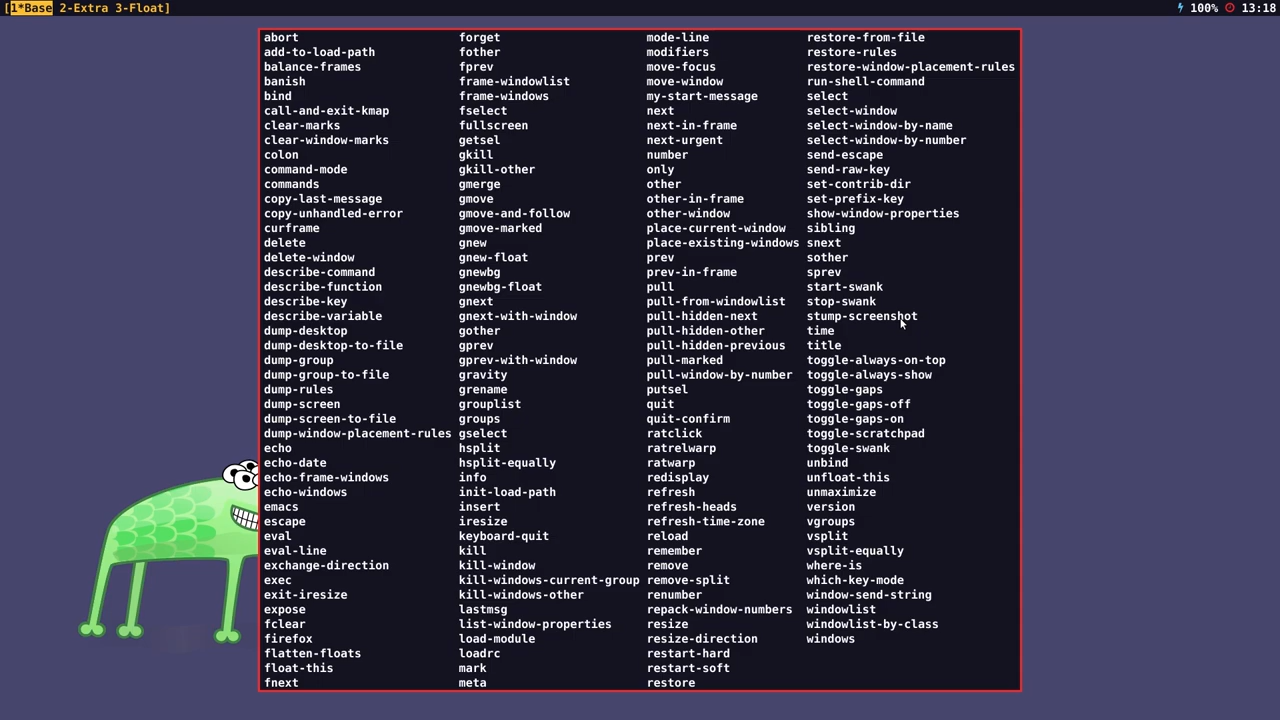 [1*Base 2-Extra 3-Float] 100% 13:18
abort forget mode-line restore-from-file
add-to-load-path fother modifiers restore-rules
balance-frames fprev move-focus restore-window-placement-rules
banish frame-windowlist move-window run-shell-command
bind frame-windows my-start-message select
call-and-exit-kmap fselect next select-window
clear-marks fullscreen next-in-frame select-window-by-name
clear-window-marks getsel next-urgent select-window-by-number
colon gkill number send-escape
command-mode gkill-other only send-raw-key
commands gmerge other set-contrib-dir
copy-last-message gmove other-in-frame set-prefix-key
copy-unhandled-error gmove-and-follow other-window show-window-properties
curframe gmove-marked place-current-window sibling
delete gnew place-existing-windows snext
delete-window gnew-float prev sother
describe-command gnewbg prev-in-frame sprev
describe-function gnewbg-float pull start-swank
describe-key gnext pull-from-windowlist stop-swank
describe-variable gnext-with-window pull-hidden-next stump-screenshot
dump-desktop gother pull-hidden-other time
dump-desktop-to-file gprev pull-hidden-previous title
dump-group gprev-with-window pull-marked toggle-always-on-top
dump-group-to-file gravity pull-window-by-number toggle-always-show
dump-rules grename putsel toggle-gaps
dump-screen grouplist quit toggle-gaps-off
dump-screen-to-file groups quit-confirm toggle-gaps-on
dump-window-placement-rules gselect ratclick toggle-scratchpad
echo hsplit ratrelwarp toggle-swank
echo-date hsplit-equally ratwarp unbind
echo-frame-windows info redisplay unfloat-this
echo-windows init-load-path refresh unmaximize
emacs insert refresh-heads version
escape iresize refresh-time-zone vgroups
eval keyboard-quit reload vsplit
eval-line kill remember vsplit-equally
exchange-direction kill-window remove where-is
exec kill-windows-current-group remove-split which-key-mode
exit-iresize kill-windows-other renumber window-send-string
expose lastmsg repack-window-numbers windowlist
fclear list-window-properties resize windowlist-by-class
firefox load-module resize-direction windows
flatten-floats loadrc restart-hard
float-this mark restart-soft
fnext meta restore